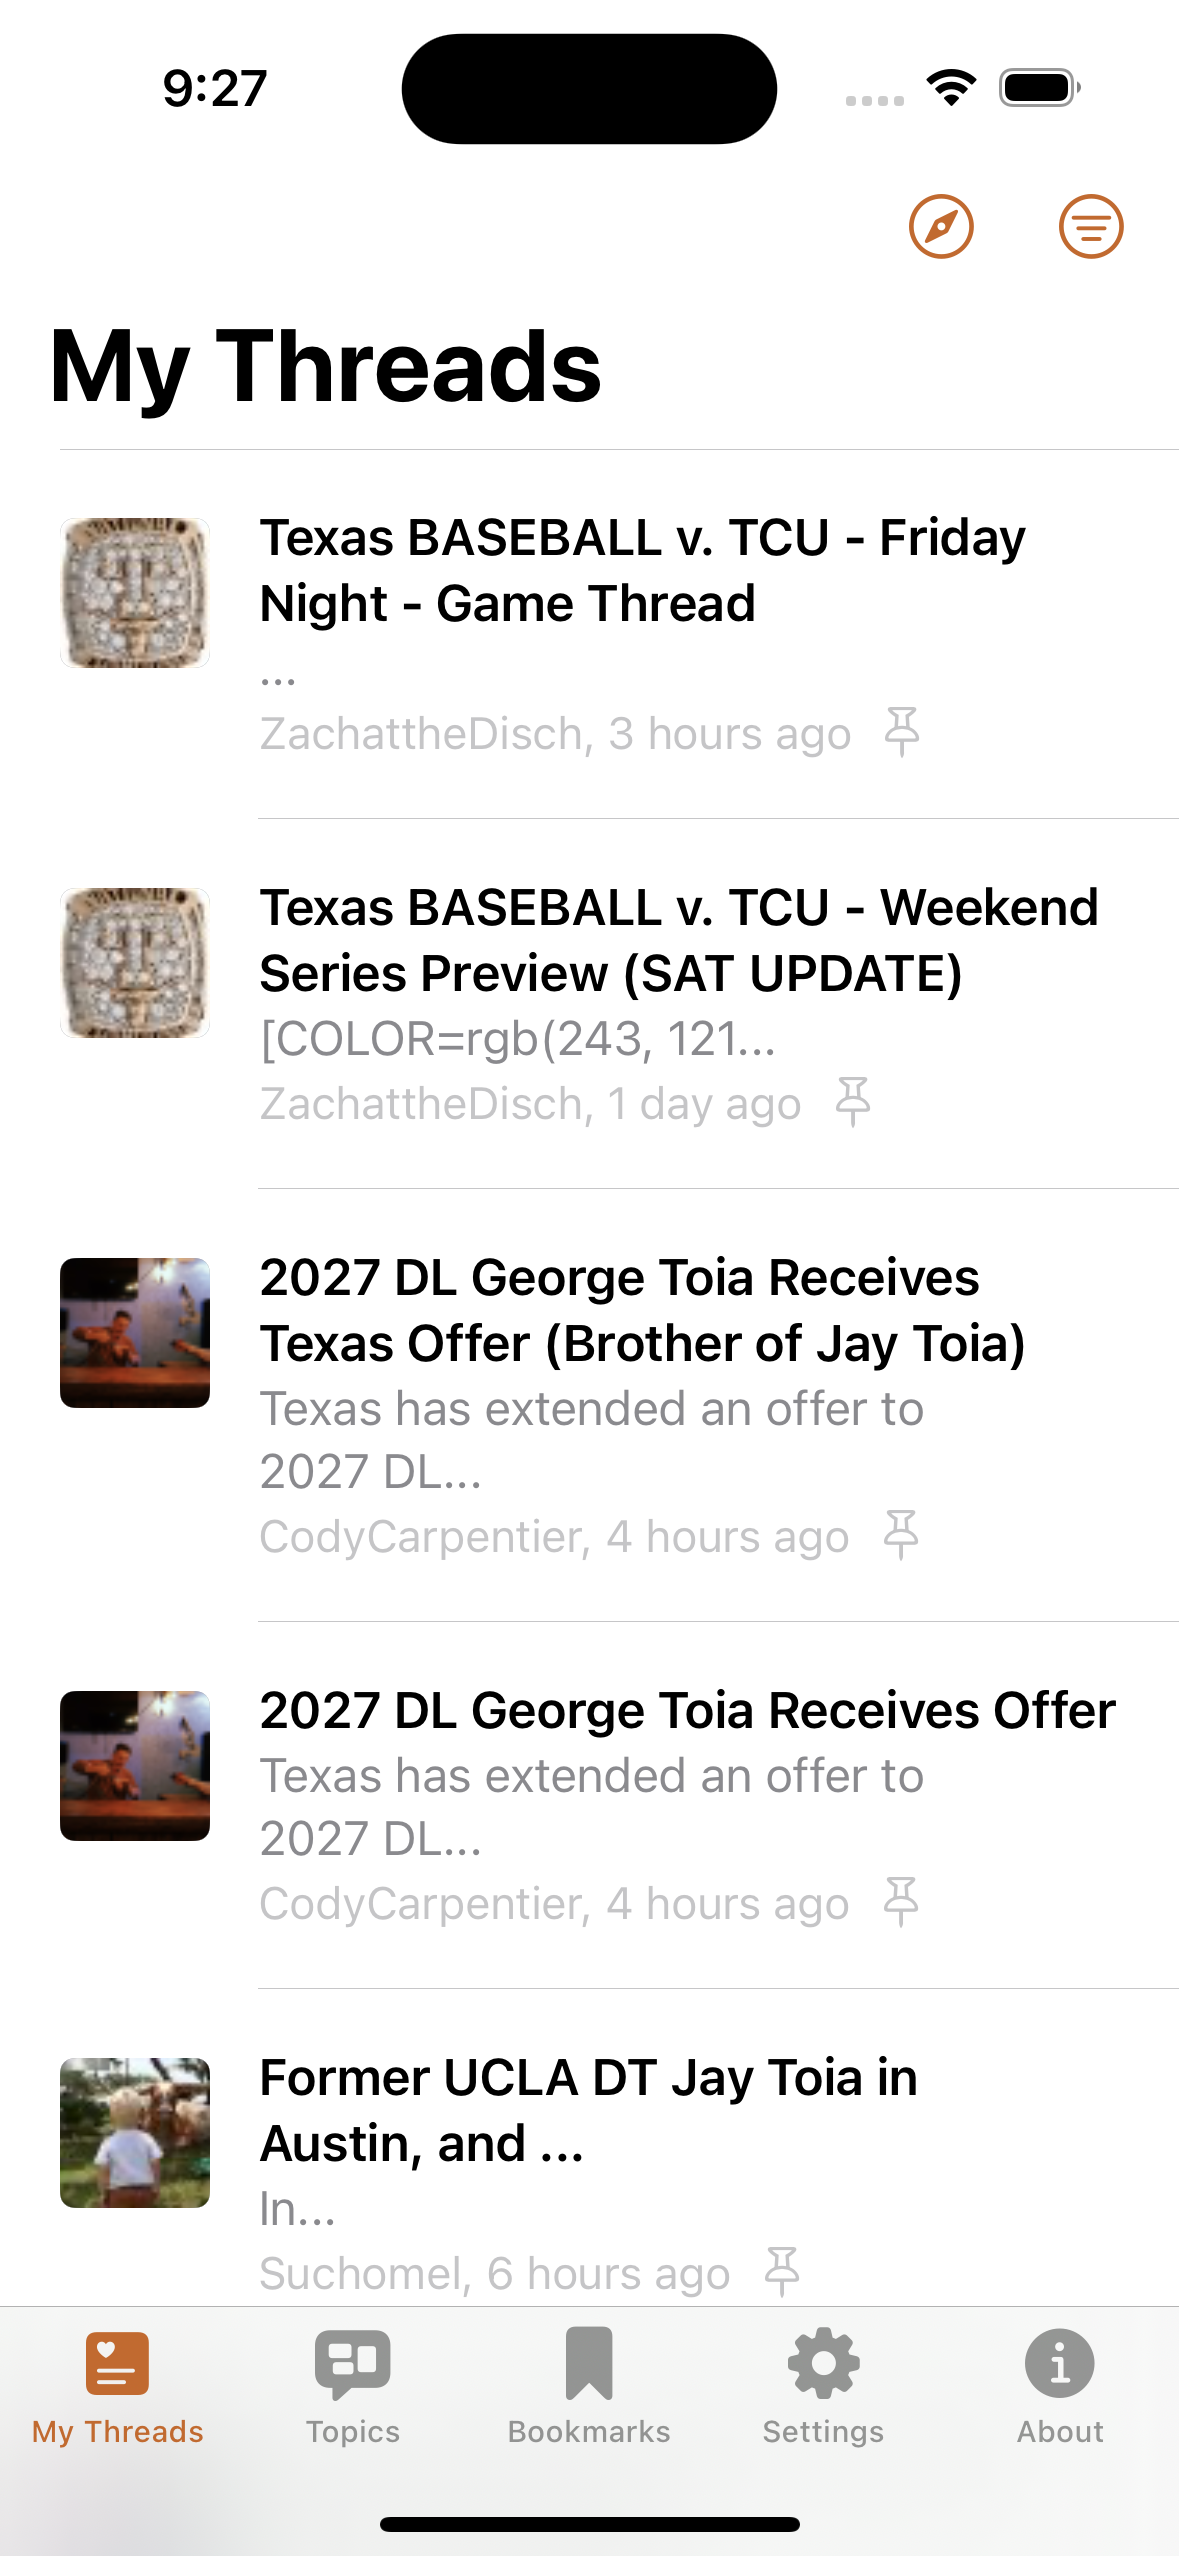 9:27
My Threads
Texas BASEBALL v. TCU - Friday
Night - Game Thread
...
ZachattheDisch, 3 hours ago
Texas BASEBALL v. TCU - Weekend
Series Preview (SAT UPDATE)
[COLOR=rgb(243, 121...
ZachattheDisch, 1 day ago
2027 DL George Toia Receives
Texas Offer (Brother of Jay Toia)
Texas has extended an offer to
2027 DL...
CodyCarpentier, 4 hours ago
2027 DL George Toia Receives Offer
Texas has extended an offer to
2027 DL...
CodyCarpentier, 4 hours ago
Former UCLA DT Jay Toia in
Austin, and ...
In...
Suchomel, 6 hours ago
My Threads
Topics
Bookmarks
Settings
About